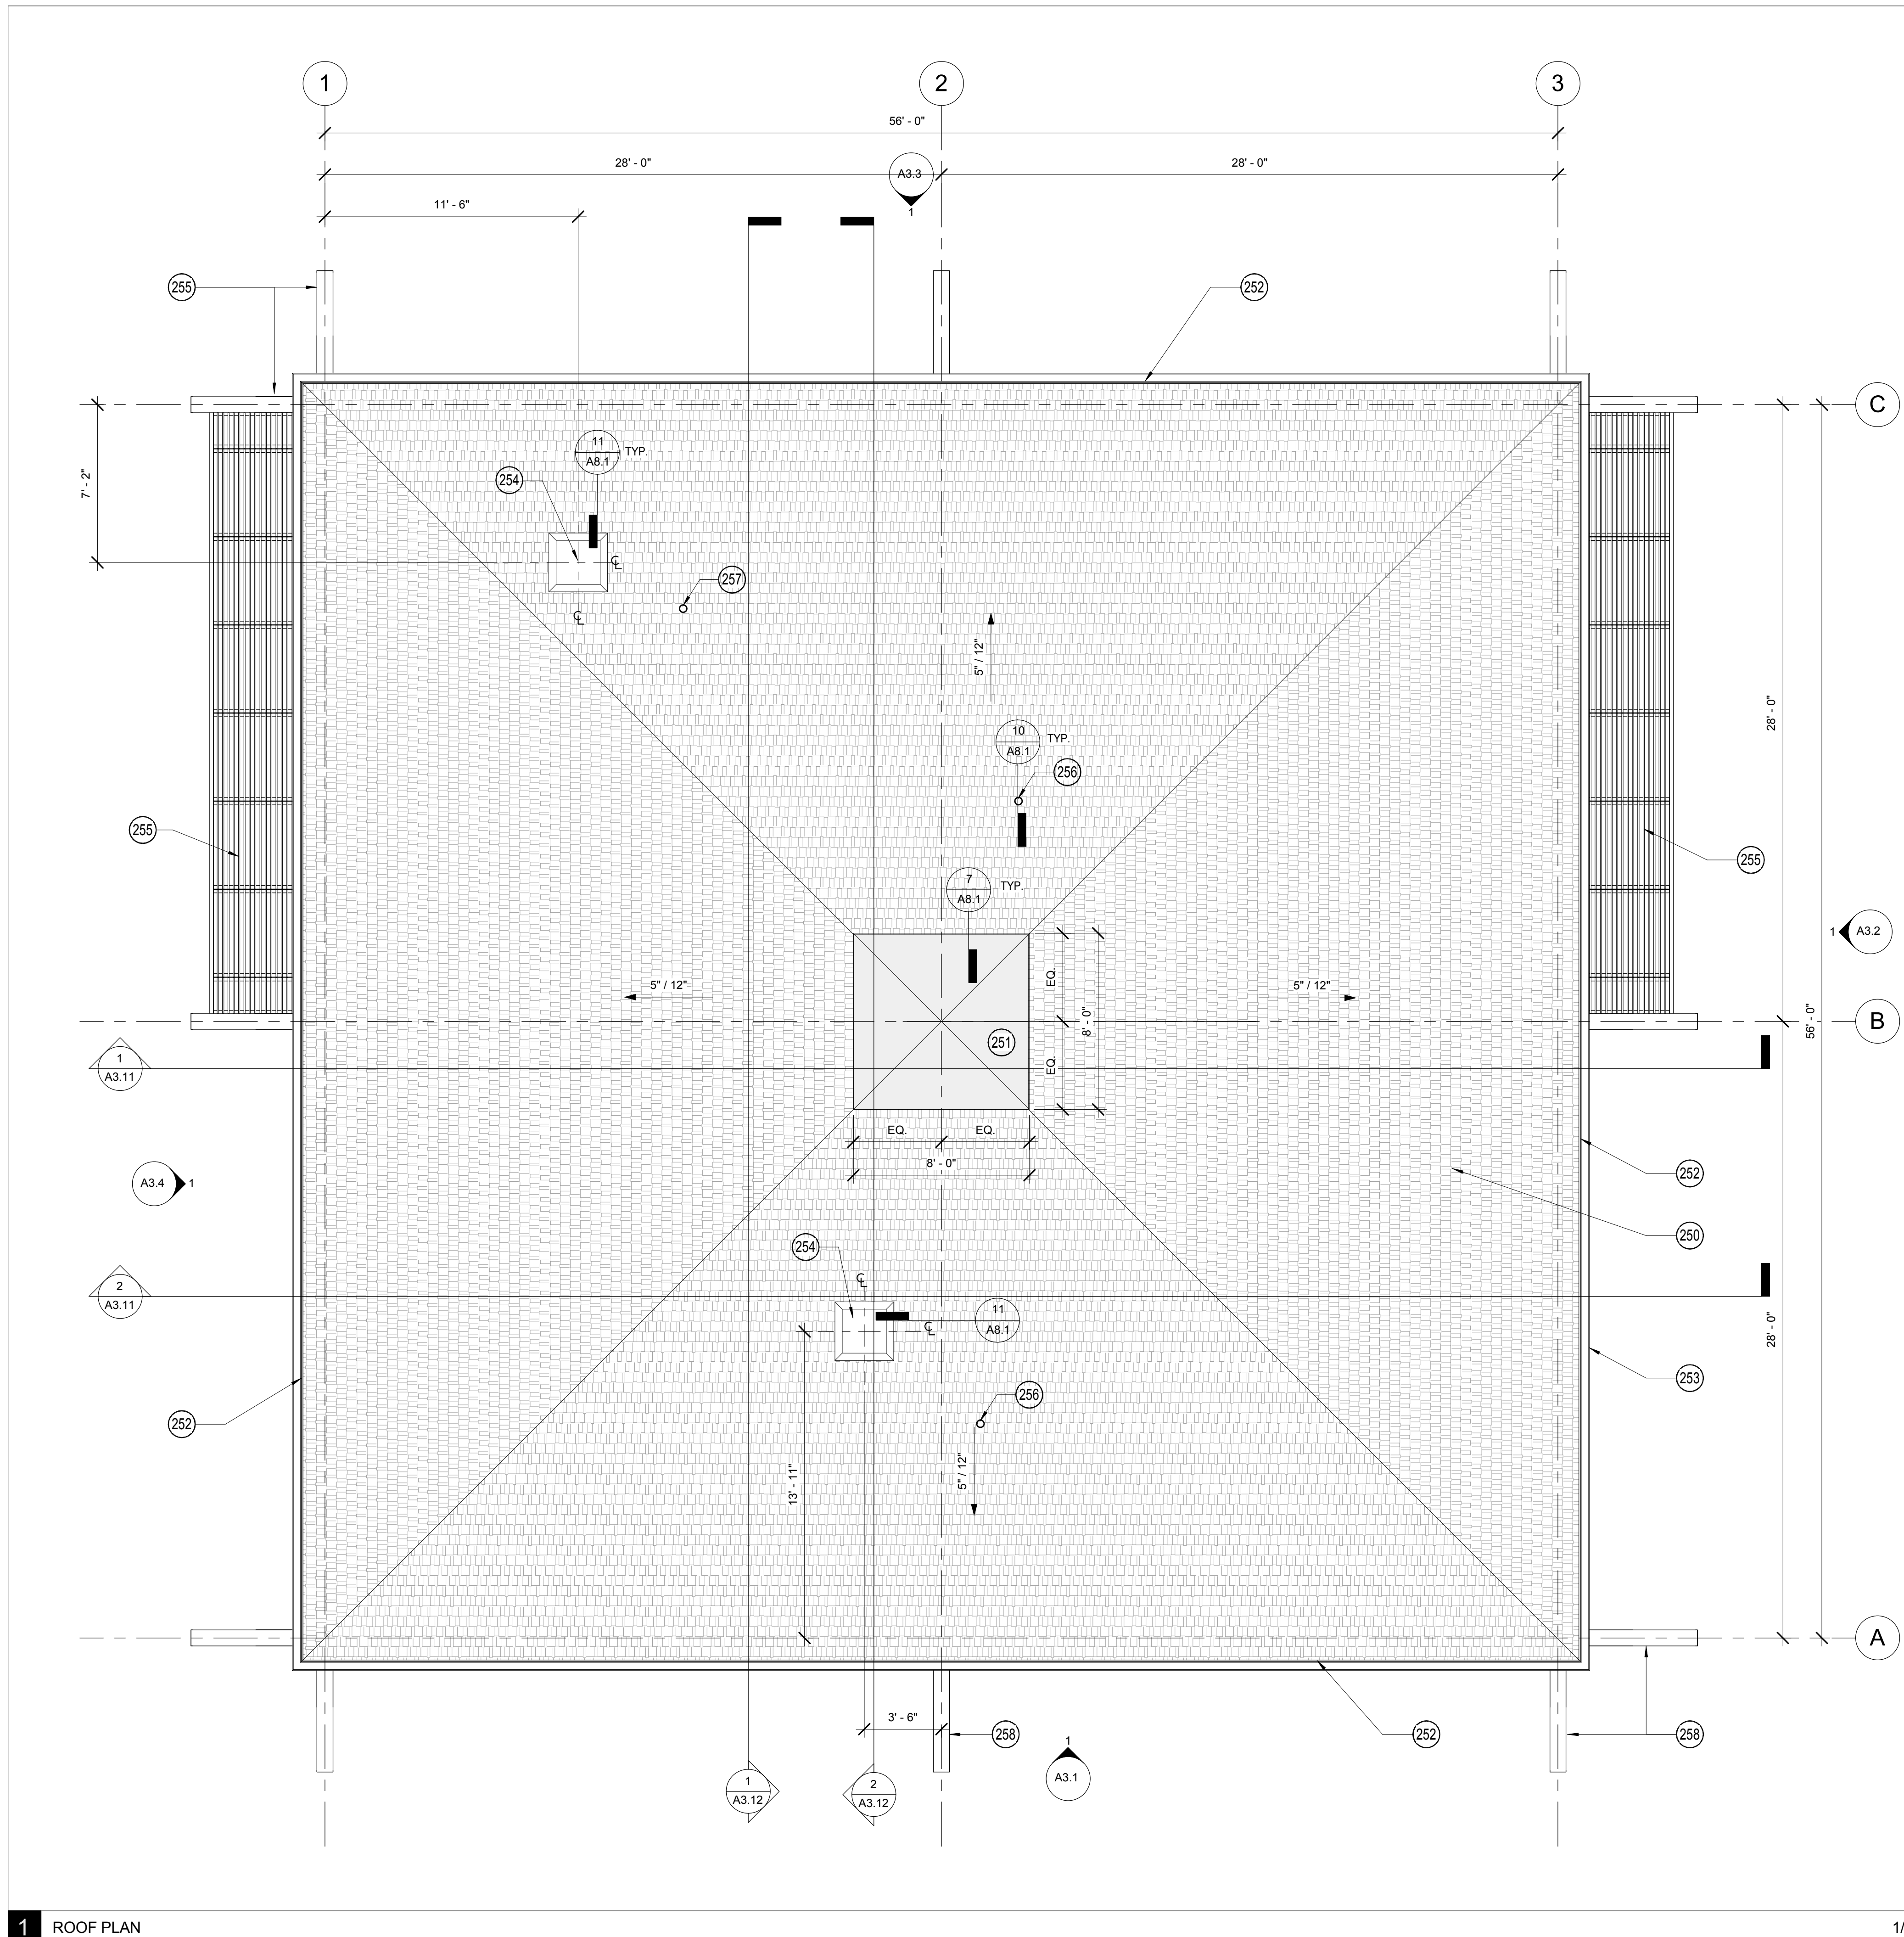 1
2
3
56' - 0"
28' - 0"
A3.3
1
28' - 0"
11' - 6"
255
252
C
7' - 2"
11
A8.1
TYP.
254
℄
℄
257
5" / 12"
28' - 0"
10
A8.1
TYP.
256
255
255
7
A8.1
TYP.
1
A3.2
5" / 12"
EQ.
8' - 0"
EQ.
251
5" / 12"
B
56' - 0"
1
A3.11
EQ.
EQ.
8' - 0"
A3.4
1
252
250
254
℄
℄
2
A3.11
11
A8.1
28' - 0"
253
256
252
13' - 11"
5" / 12"
A
3' - 6"
258
1
A3.1
252
258
1
A3.12
2
A3.12
1
ROOF PLAN
1/